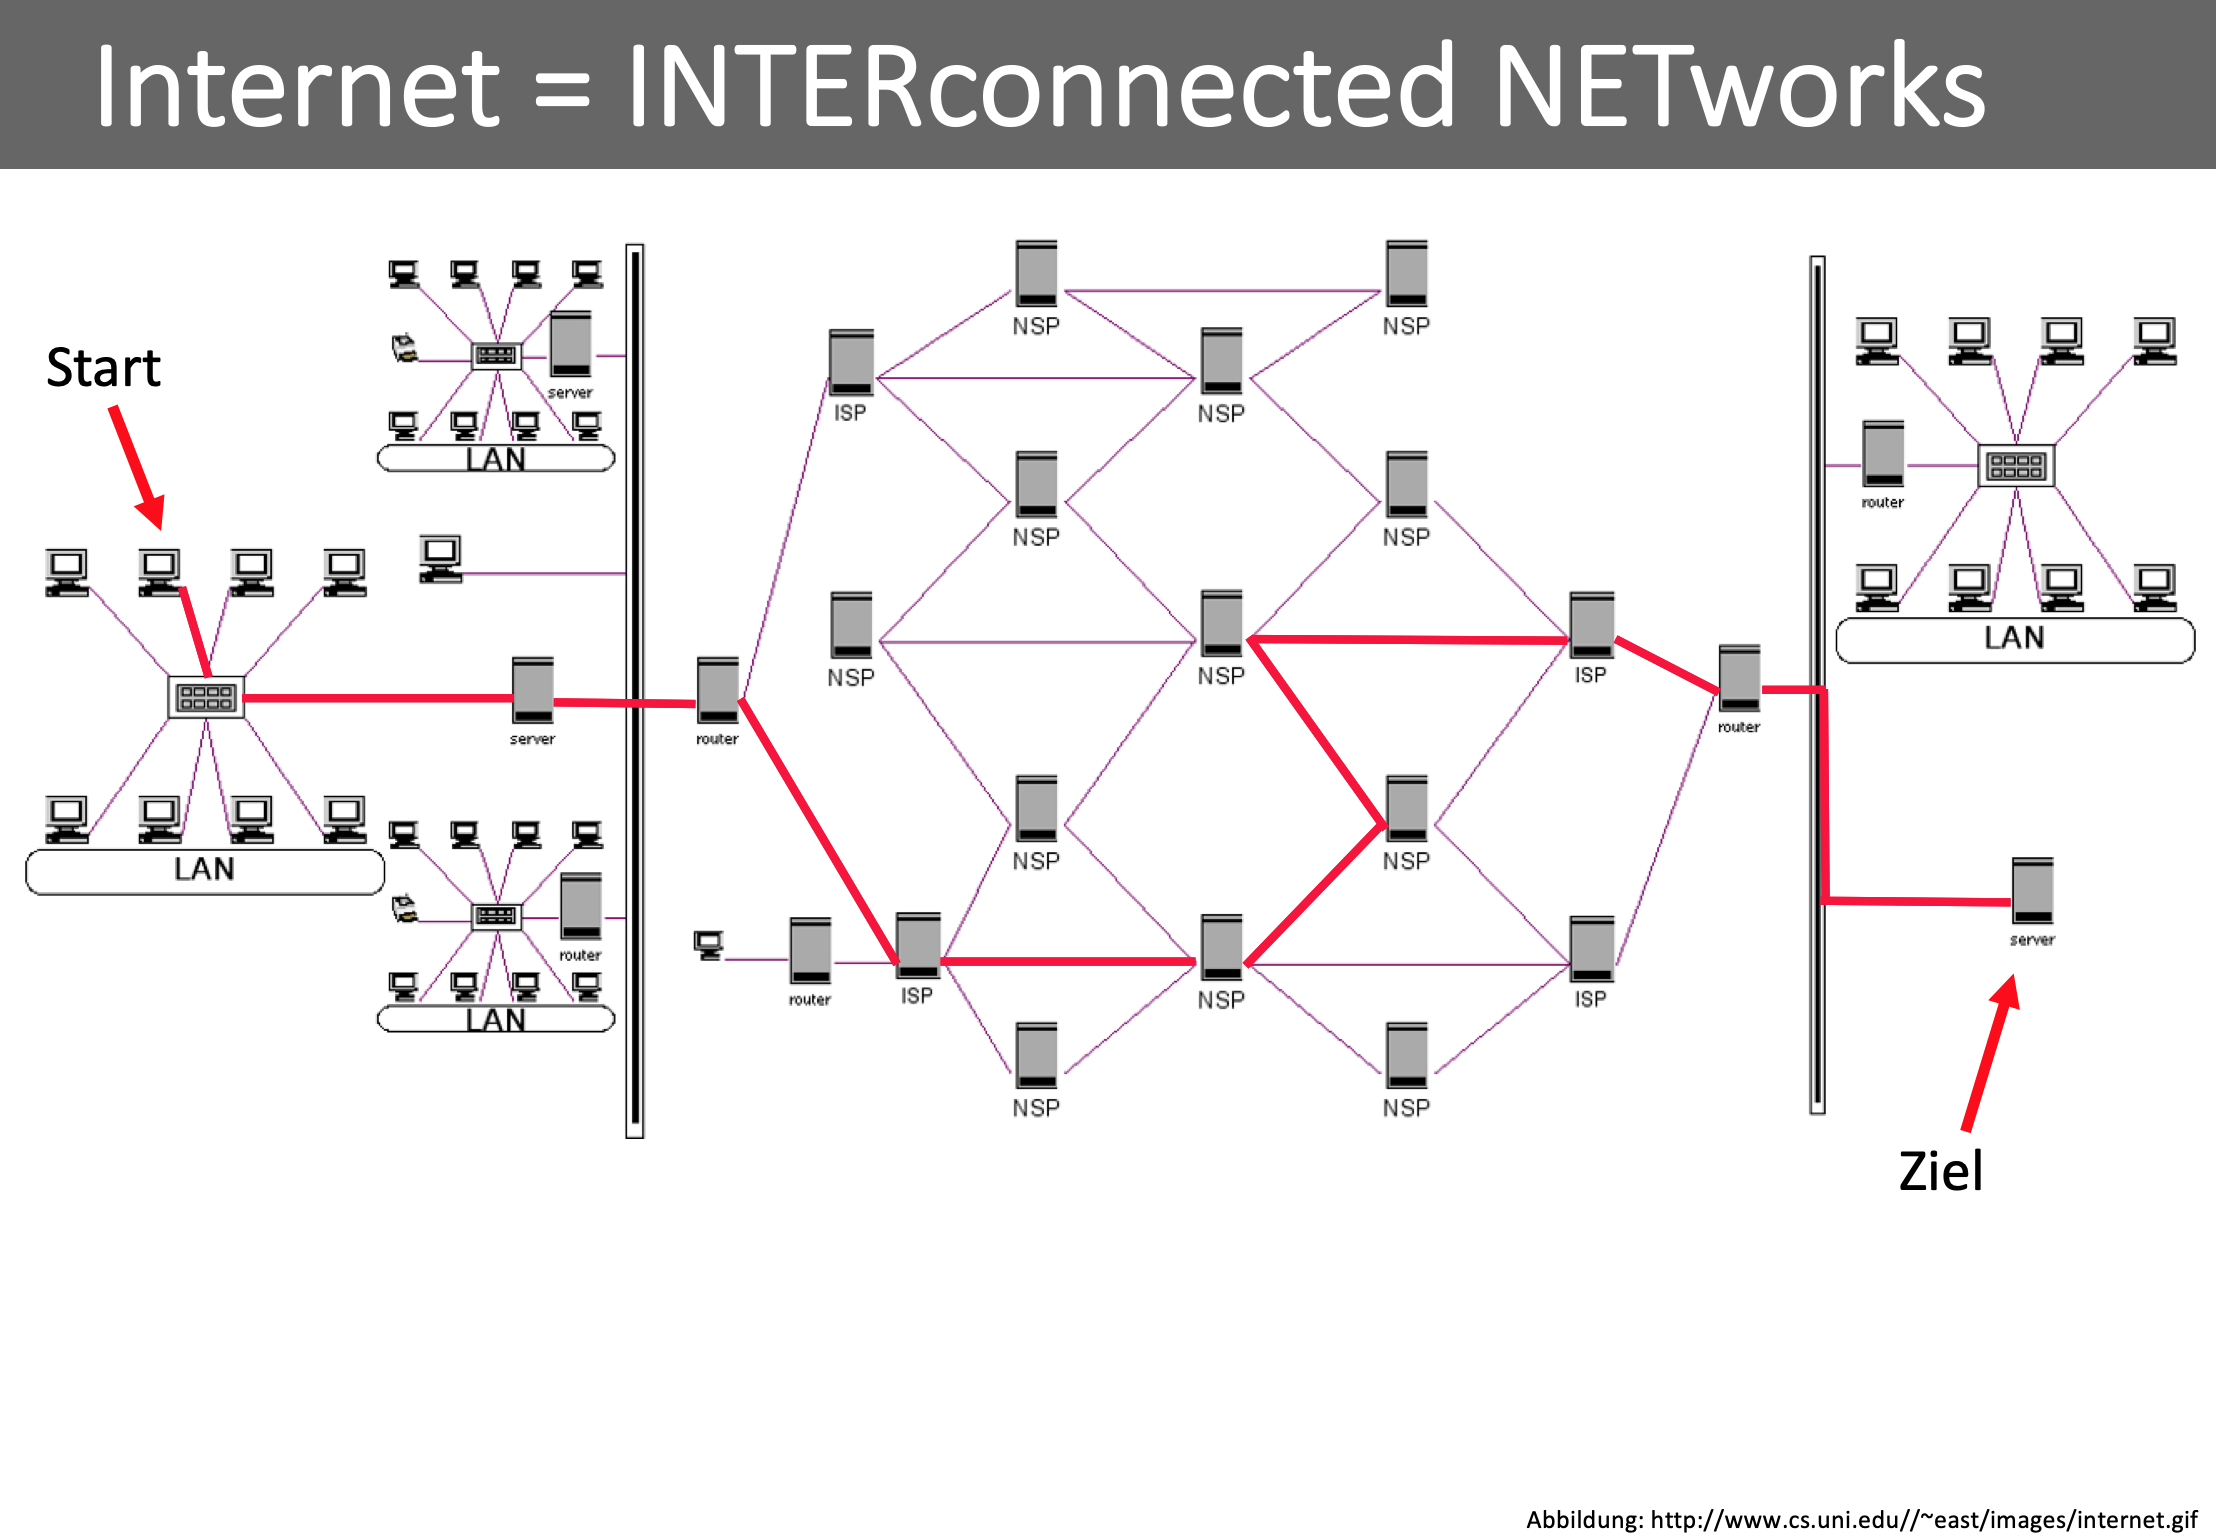 Internet = INTERconnected NETworks
Start
server
LAN
LAN
server
router
LAN
router
router
ISP
NSP
NSP
NSP
NSP
NSP
NSP
NSP
ISP
NSP
NSP
ISP
NSP
ISP
NSP
NSP
router
router
LAN
server
Ziel
Abbildung: http://www.cs.uni.edu//~east/images/internet.gif